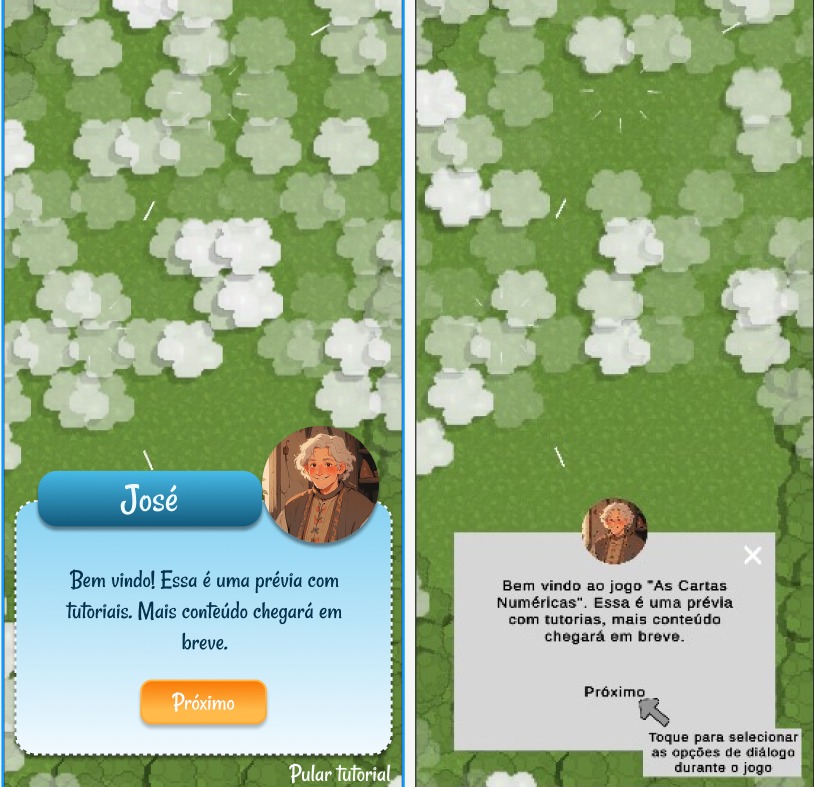 José
Bem vindo! Essa é uma prévia com
tutoriais. Mais conteúdo chegará em
breve.
Próximo
Pular tutorial
Bem vindo ao jogo "As Cartas
Numéricas". Essa é uma prévia
com tutorias, mais conteúdo
chegará em breve.
Próximo
Toque para selecionar
as opções de diálogo
durante o jogo